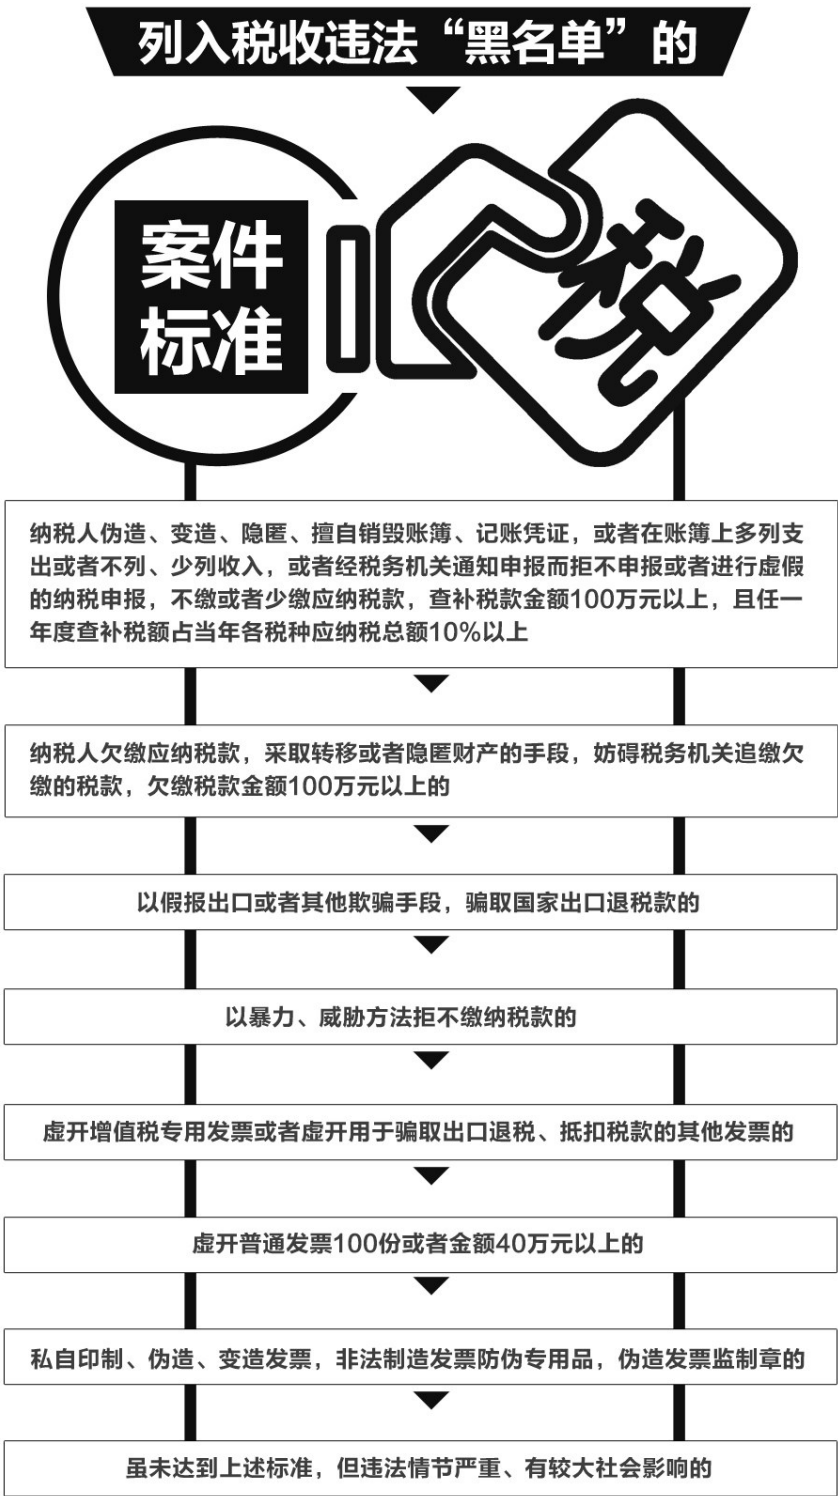 列入税收违法“黑名单”的
案件
标准
税
纳税人伪造、变造、隐匿、擅自销毁账簿、记账凭证，或者在账簿上多列支
出或者不列、少列收入，或者经税务机关通知申报而拒不申报或者进行虚假
的纳税申报，不缴或者少缴应纳税款，查补税款金额100万元以上，且任一
年度查补税额占当年各税种应纳税总额10%以上
纳税人欠缴应纳税款，采取转移或者隐匿财产的手段，妨碍税务机关追缴欠
缴的税款，欠缴税款金额100万元以上的
以假报出口或者其他欺骗手段，骗取国家出口退税款的
以暴力、威胁方法拒不缴纳税款的
虚开增值税专用发票或者虚开用于骗取出口退税、抵扣税款的其他发票的
虚开普通发票100份或者金额40万元以上的
私自印制、伪造、变造发票，非法制造发票防伪专用品，伪造发票监制章的
虽未达到上述标准，但违法情节严重、有较大社会影响的